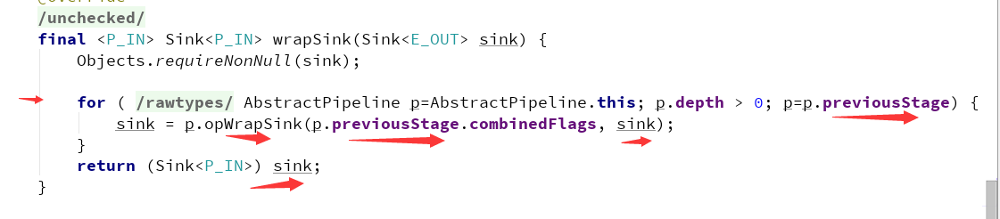 @Override
/unchecked/
final <P_IN> Sink<P_IN> wrapSink(Sink<E_OUT> sink) {
Objects.requireNonNull(sink);
for ( /rawtypes/ AbstractPipeline p=AbstractPipeline.this; p.depth > 0; p=p.previousStage) {
sink = p.opWrapSink(p.previousStage.combinedFlags, sink);
}
return (Sink<P_IN>) sink;
}